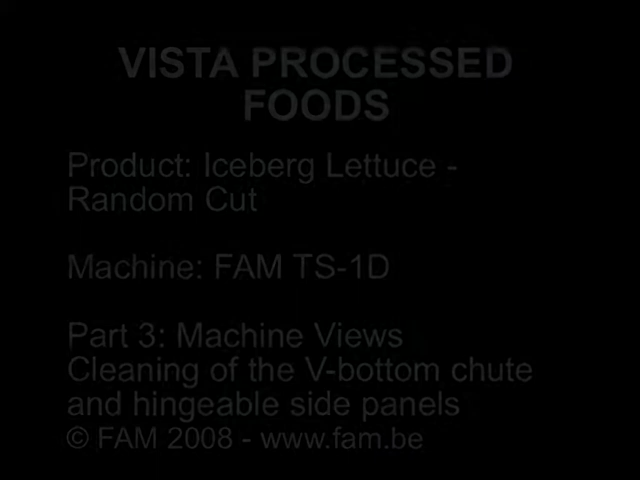 VISTA PROCESSED
FOODS
Product: Iceberg Lettuce -
Random Cut
Machine: FAM TS-1D
Part 3: Machine Views
Cleaning of the V-bottom chute
and hingeable side panels
© FAM 2008 - www.fam.be